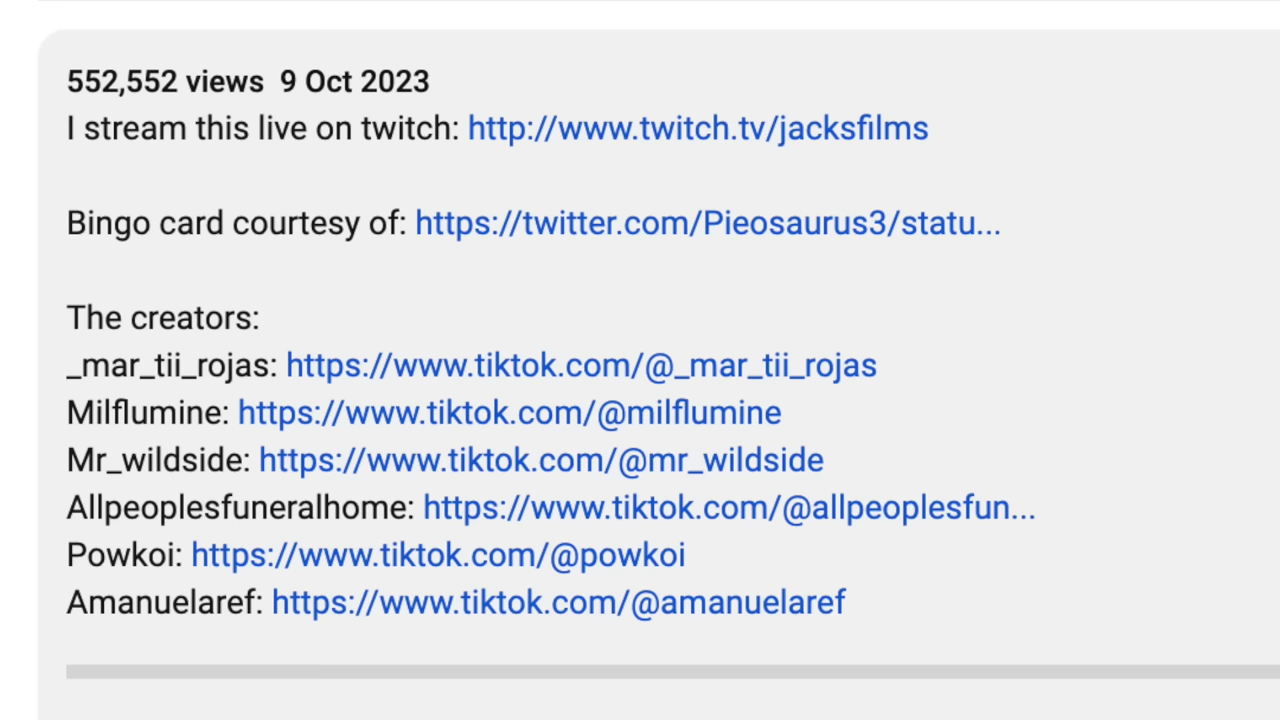 552,552 views 9 Oct 2023
I stream this live on twitch: http://www.twitch.tv/jacksfilms
Bingo card courtesy of: https://twitter.com/Pieosaurus3/statu...
The creators:
_mar_tii_rojas: https://www.tiktok.com/@_mar_tii_rojas
Milflumine: https://www.tiktok.com/@milflumine
Mr_wildside: https://www.tiktok.com/@mr_wildside
Allpeoplesfuneralhome: https://www.tiktok.com/@allpeoplesfun...
Powkoi: https://www.tiktok.com/@powkoi
Amanuelaref: https://www.tiktok.com/@amanuelaref